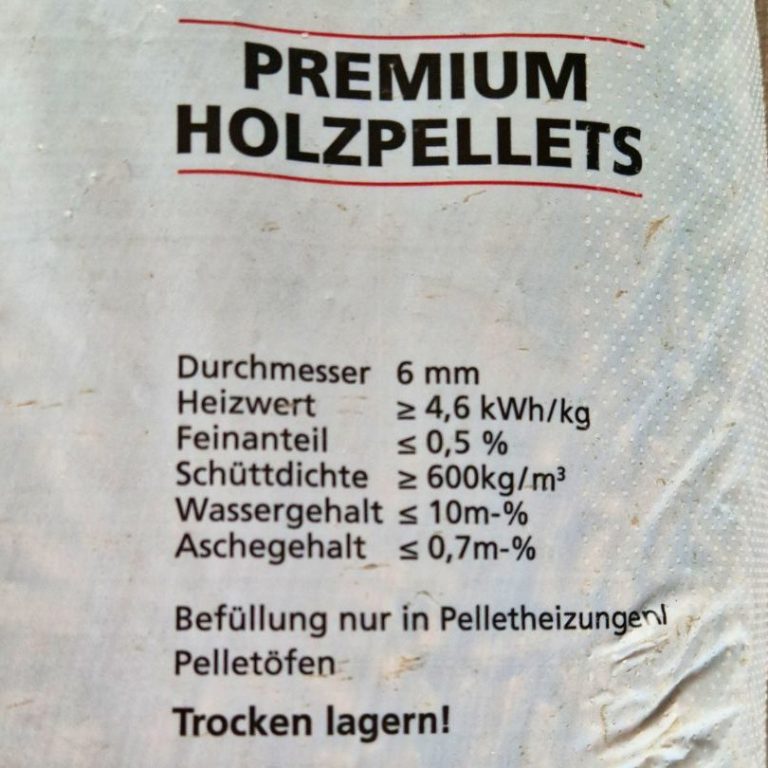 PREMIUM
HOLZPELLETS
Durchmesser 6 mm
Heizwert ≥ 4,6 kWh/kg
Feinanteil ≤ 0,5 %
Schüttdichte ≥ 600kg/m³
Wassergehalt ≤ 10m-%
Aschegehalt ≤ 0,7m-%
Befüllung nur in Pelletheizungen/
Pelletöfen
Trocken lagern!